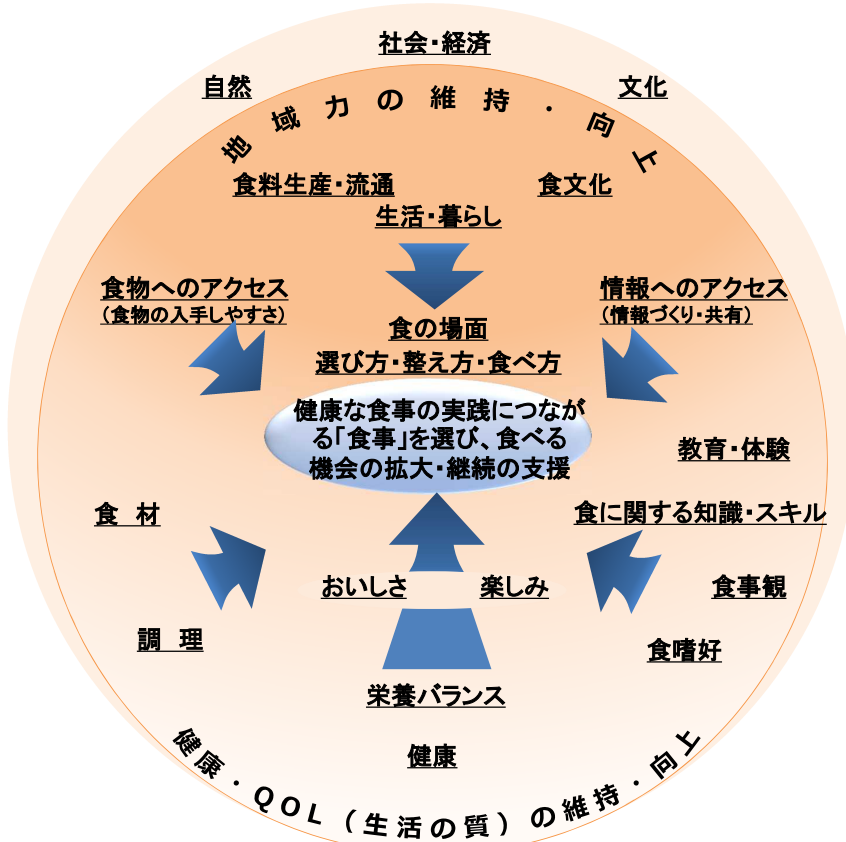 社会・経済
自然
文化
地域力の維持・向上
食料生産・流通
食文化
生活・暮らし
食物へのアクセス
（食物の入手しやすさ）
情報へのアクセス
（情報づくり・共有）
食の場面
選び方・整え方・食べ方
健康な食事の実践につなが
る「食事」を選び、食べる
機会の拡大・継続の支援
教育・体験
食　材
食に関する知識・スキル
おいしさ
楽しみ
食事観
調　理
食嗜好
栄養バランス
健康
健康・QOL（生活の質）の維持・向上